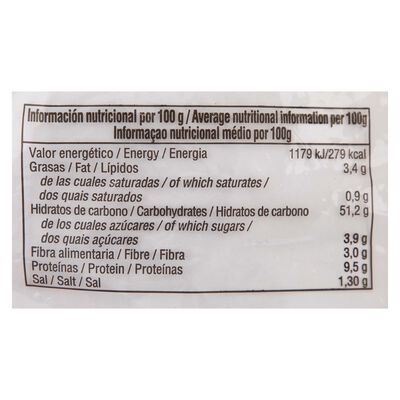 Información nutricional por 100 g / Average nutritional information per 100g
Informaçao nutricional médio por 100g
Valor energético / Energy / Energia 1179 kJ/279 kcal
Grasas / Fat / Lípidos 3,4 g
de las cuales saturadas / of which saturates /
dos quais saturados 0,9 g
Hidratos de carbono / Carbohydrates / Hidratos de carbono 51,2 g
de los cuales azúcares / of which sugars /
dos quais açúcares 3,9 g
Fibra alimentaria / Fibre / Fibra 3,0 g
Proteínas / Protein / Proteínas 9,5 g
Sal / Salt / Sal 1,30 g